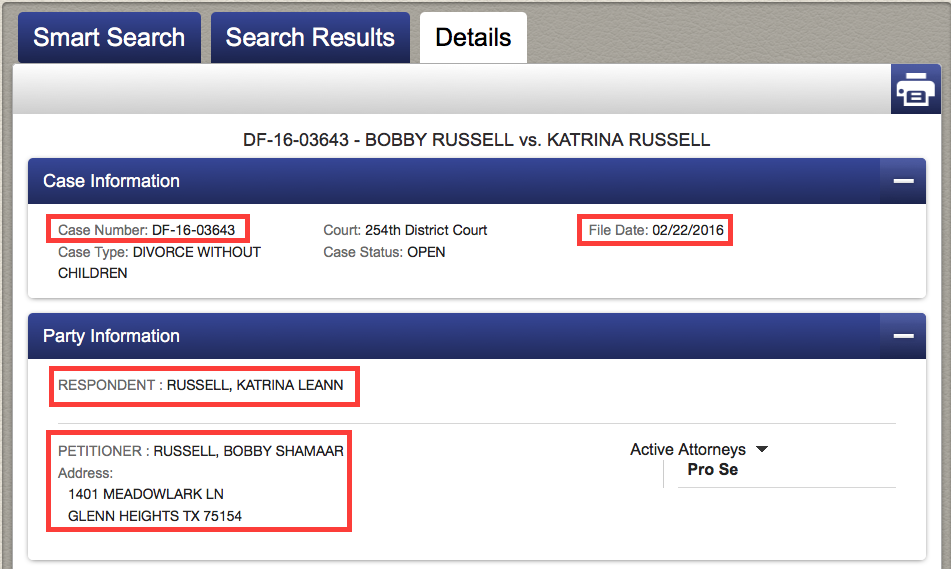 Smart Search
Search Results
Details
DF-16-03643 - BOBBY RUSSELL vs. KATRINA RUSSELL
Case Information
Case Number: DF-16-03643
Court: 254th District Court
File Date: 02/22/2016
Case Type: DIVORCE WITHOUT
CHILDREN
Case Status: OPEN
Party Information
RESPONDENT : RUSSELL, KATRINA LEANN
PETITIONER : RUSSELL, BOBBY SHAMAAR
Address:
1401 MEADOWLARK LN
GLENN HEIGHTS TX 75154
Active Attorneys
Pro Se